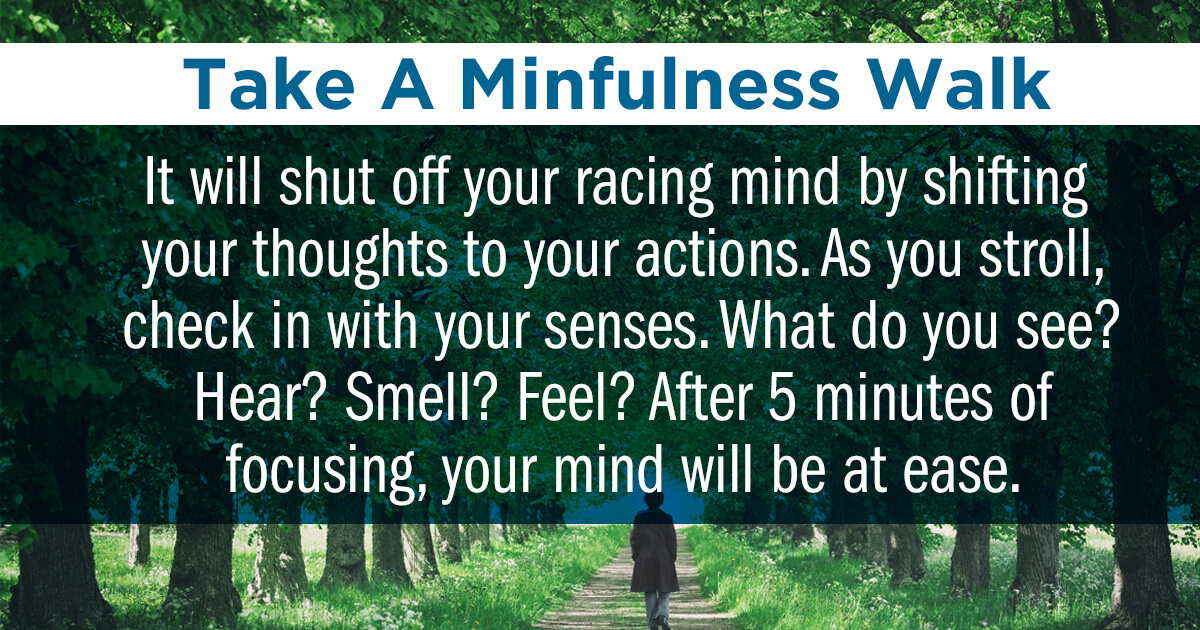 Take A Minfulness Walk
It will shut off your racing mind by shifting
your thoughts to your actions. As you stroll,
check in with your senses. What do you see?
Hear? Smell? Feel? After 5 minutes of
focusing, your mind will be at ease.